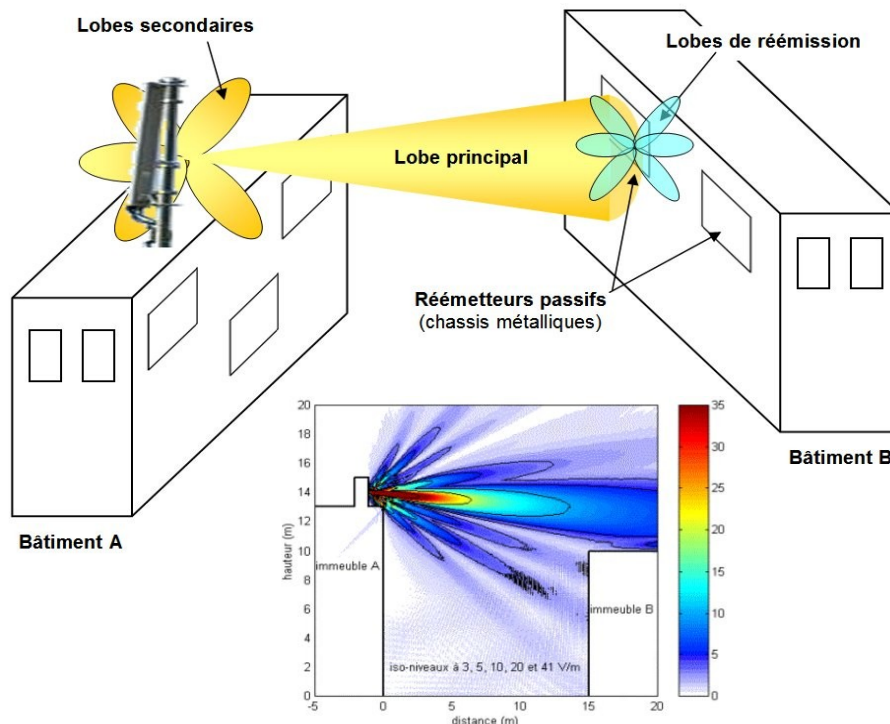 Lobes secondaires
Lobes de réémission
Lobe principal
Réémetteurs passifs
(chassis métalliques)
Bâtiment A
Bâtiment B
20
18
16
14
12
10
8
6
4
2
0
hauteur (m)
immeuble A
immeuble B
iso-niveaux à 3, 5, 10, 20 et 41 V/m
-5
0
5
10
15
20
distance (m)
35
30
25
20
15
10
5
0